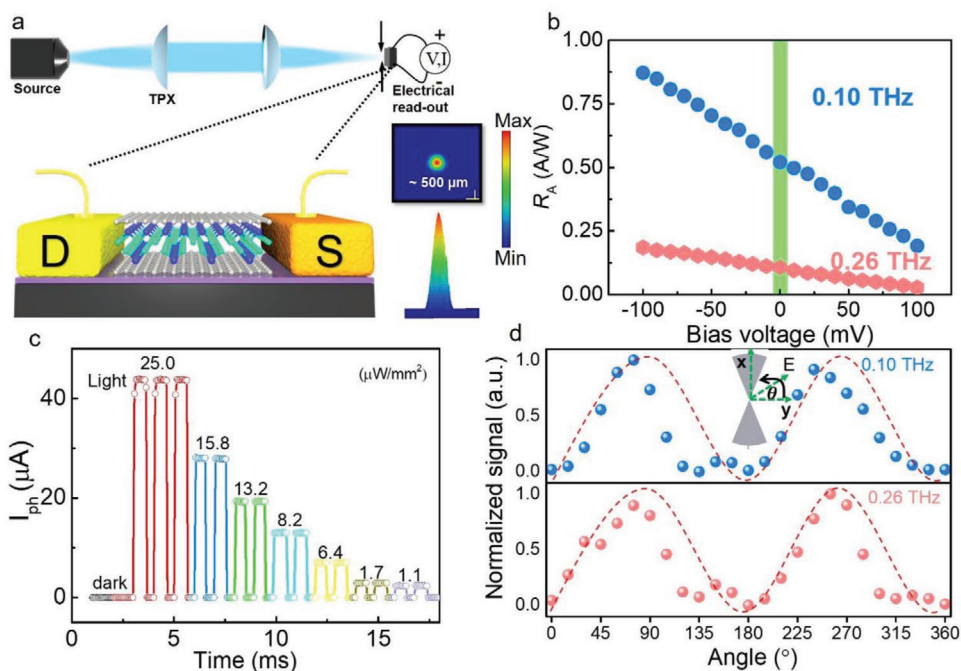 a
Source
TPX
+
V,I
-
Electrical
read-out
D
S
~ 500 μm
Max
Min
b
1.00
0.75
0.50
0.25
0.00
R_A (A/W)
0.10 THz
0.26 THz
-100 -50 0 50 100
Bias voltage (mV)
c
40
20
0
I_ph (μA)
Light
dark
25.0
(μW/mm²)
15.8
13.2
8.2
6.4
1.7
1.1
0 5 10 15
Time (ms)
d
1.0
0.5
0.0
1.0
0.5
0.0
Normalized signal (a.u.)
x
E
θ
y
0.10 THz
0.26 THz
0 45 90 135 180 225 270 315 360
Angle (°)